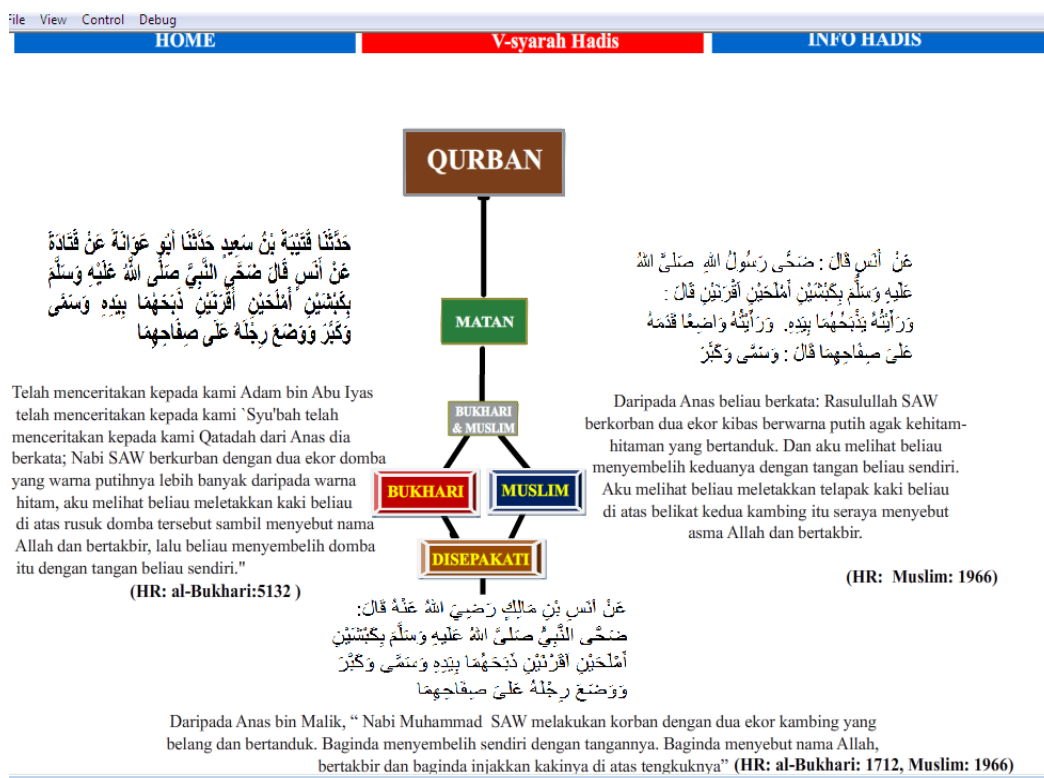 File View Control Debug
HOME
V-syarah Hadis
INFO HADIS
QURBAN
حَدَّثَنَا قُتَيْبَةُ بْنُ سَعِيدٍ حَدَّثَنَا أَبُو عَوَانَةَ عَنْ قَتَادَةَ
عَنْ أَنَسٍ قَالَ ضَحَّى النَّبِيُّ صَلَّى اللَّهُ عَلَيْهِ وَسَلَّمَ
بِكَبْشَيْنِ أَمْلَحَيْنِ أَقْرَنَيْنِ ذَبَحَهُمَا بِيَدِهِ وَسَمَّى
وَكَبَّرَ وَوَضَعَ رِجْلَهُ عَلَى صِفَاحِهِمَا
Telah menceritakan kepada kami Adam bin Abu Iyas
telah menceritakan kepada kami `Syu'bah telah
menceritakan kepada kami Qatadah dari Anas dia
berkata; Nabi SAW berkurban dengan dua ekor domba
yang warna putihnya lebih banyak daripada warna
hitam, aku melihat beliau meletakkan kaki beliau
di atas rusuk domba tersebut sambil menyebut nama
Allah dan bertakbir, lalu beliau menyembelih domba
itu dengan tangan beliau sendiri."
(HR: al-Bukhari:5132 )
MATAN
BUKHARI
& MUSLIM
BUKHARI
MUSLIM
DISEPAKATI
عَنْ أَنَسٍ قَالَ : ضَحَّى رَسُولُ اللهِ صَلىَّ اللهُ
عَلَيْهِ وَسَلَّمَ بِكَبْشَيْنِ أَمْلَحَيْنِ أَقْرَنَيْنِ قَالَ :
وَرَأَيْتُهُ يَذْبَحُهُمَا بِيَدِهِ. وَرَأَيْتُهُ وَاضِعًا قَدَمَهُ
عَلىَ صِفَاحِهِمَا قَالَ : وَسَمَّى وَكَبَّرَ
Daripada Anas beliau berkata: Rasulullah SAW
berkorban dua ekor kibas berwarna putih agak kehitam-
hitaman yang bertanduk. Dan aku melihat beliau
menyembelih keduanya dengan tangan beliau sendiri.
Aku melihat beliau meletakkan telapak kaki beliau
di atas belikat kedua kambing itu seraya menyebut
asma Allah dan bertakbir.
(HR: Muslim: 1966)
عَنْ أَنَسِ بْنِ مَالِكٍ رَضِيَ اللهُ عَنْهُ قَالَ:
ضَحَّى النَّبِيُّ صَلىَّ اللهُ عَلَيهِ وَسَلَّمَ بِكَبْشَيْنِ
أَمْلَحَيْنِ أَقْرَنَيْنِ ذَبَحَهُمَا بِيَدِهِ وَسَمَّى وَكَبَّرَ
وَوَضَعَ رِجْلَهُ عَلىَ صِفَاحِهِمَا
Daripada Anas bin Malik, “ Nabi Muhammad SAW melakukan korban dengan dua ekor kambing yang
belang dan bertanduk. Baginda menyembelih sendiri dengan tangannya. Baginda menyebut nama Allah,
bertakbir dan baginda injakkan kakinya di atas tengkuknya” (HR: al-Bukhari: 1712, Muslim: 1966)